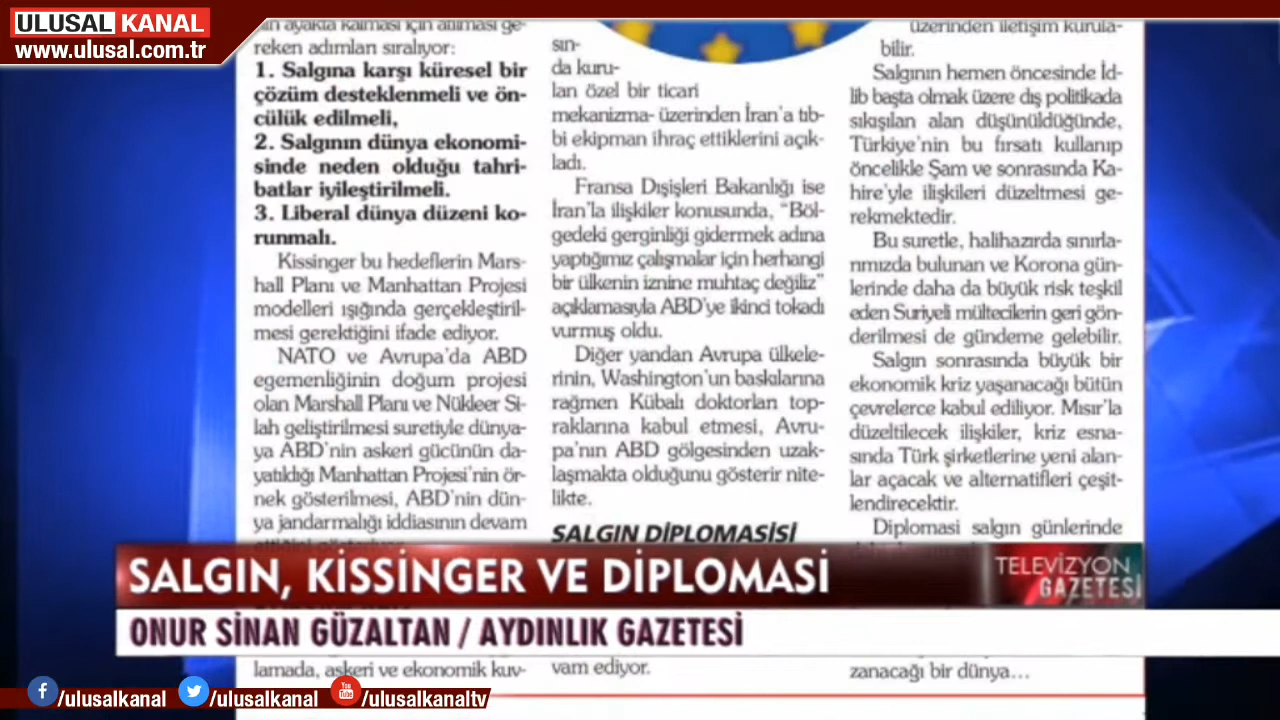 ULUSAL KANAL
www.ulusal.com.tr
ayakta kalması için atılması ge-
reken adımları sıralıyor:
1. Salgına karşı küresel bir
çözüm desteklenmeli ve ön-
cülük edilmeli,
2. Salgının dünya ekonomi-
sinde neden olduğu tahri-
batlar iyileştirilmeli.
3. Liberal dünya düzeni ko-
runmalı.
Kissinger bu hedeflerin Mars-
hall Planı ve Manhattan Projesi
modelleri ışığında gerçekleştiril-
mesi gerektiğini ifade ediyor.
NATO ve Avrupa'da ABD
egemenliğinin doğum projesi
olan Marshall Planı ve Nükleer Si-
lah geliştirilmesi suretiyle dünya-
ya ABD'nin askeri gücünün da-
yatıldığı Manhattan Projesi'nin ör-
nek gösterilmesi, ABD'nin dün-
ya jandarmalığı iddiasının devam
lamada, askeri ve ekonomik kuv-
sın-
da kuru-
lan özel bir ticari
mekanizma- üzerinden İran'a tıb-
bi ekipman ihraç ettiklerini açık-
ladı.
Fransa Dışişleri Bakanlığı ise
İran'la ilişkiler konusunda, "Böl-
gedeki gerginliği gidermek adına
yaptığımız çalışmalar için herhangi
bir ülkenin iznine muhtaç değiliz"
açıklamasıyla ABD'ye ikinci tokadı
vurmuş oldu.
Diğer yandan Avrupa ülkele-
rinin, Washington'un baskılarına
rağmen Kübalı doktorları top-
raklarına kabul etmesi, Avru-
pa'nın ABD gölgesinden uzak-
laşmakta olduğunu gösterir nite-
likte.
SALGIN DİPLOMASİSİ
vam ediyor.
üzerinden iletişim kurula-
bilir.
Salgının hemen öncesinde İd-
lib başta olmak üzere dış politikada
sıkışılan alan düşünüldüğünde,
Türkiye'nin bu fırsatı kullanıp
öncelikle Şam ve sonrasında Ka-
hire'yle ilişkileri düzeltmesi ge-
rekmektedir.
Bu suretle, halihazırda sınırla-
rımızda bulunan ve Korona gün-
lerinde daha da büyük risk teşkil
eden Suriyeli mültecilerin geri gön-
derilmesi de gündeme gelebilir.
Salgın sonrasında büyük bir
ekonomik kriz yaşanacağı bütün
çevrelerce kabul ediliyor. Mısır'la
düzeltilecek ilişkiler, kriz esna-
sında Türk şirketlerine yeni alan-
lar açacak ve alternatifleri çeşit-
lendirecektir.
Diplomasi salgın günlerinde
zanacağı bir dünya...
SALGIN, KİSSİNGER VE DİPLOMASİ
TELEVİZYON
GAZETESİ
ONUR SİNAN GÜZALTAN / AYDINLIK GAZETESİ
/ulusalkanal
/ulusalkanal
You
Tube
/ulusalkanaltv